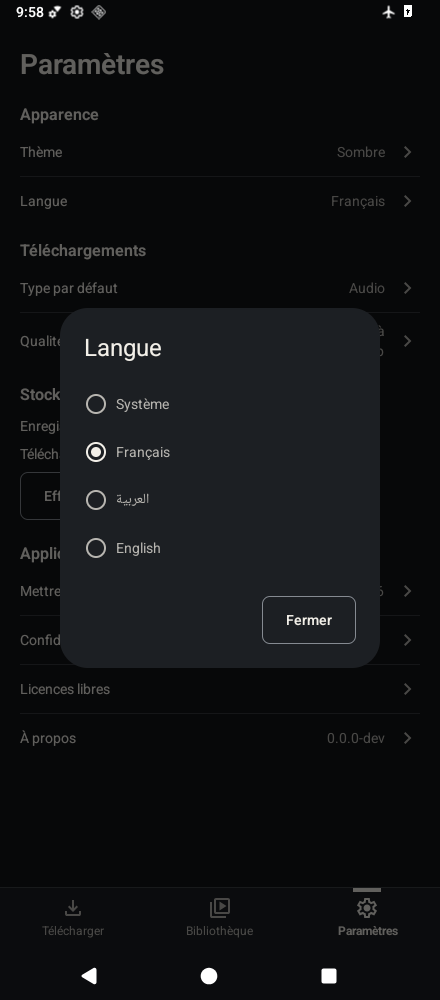 9:58
Paramètres
Apparence
Thème
Sombre
Langue
Français
Téléchargements
Type par défaut
Audio
Langue
Système
Français
العربية
English
Fermer
Licences libres
À propos
0.0.0-dev
Télécharger
Bibliothèque
Paramètres